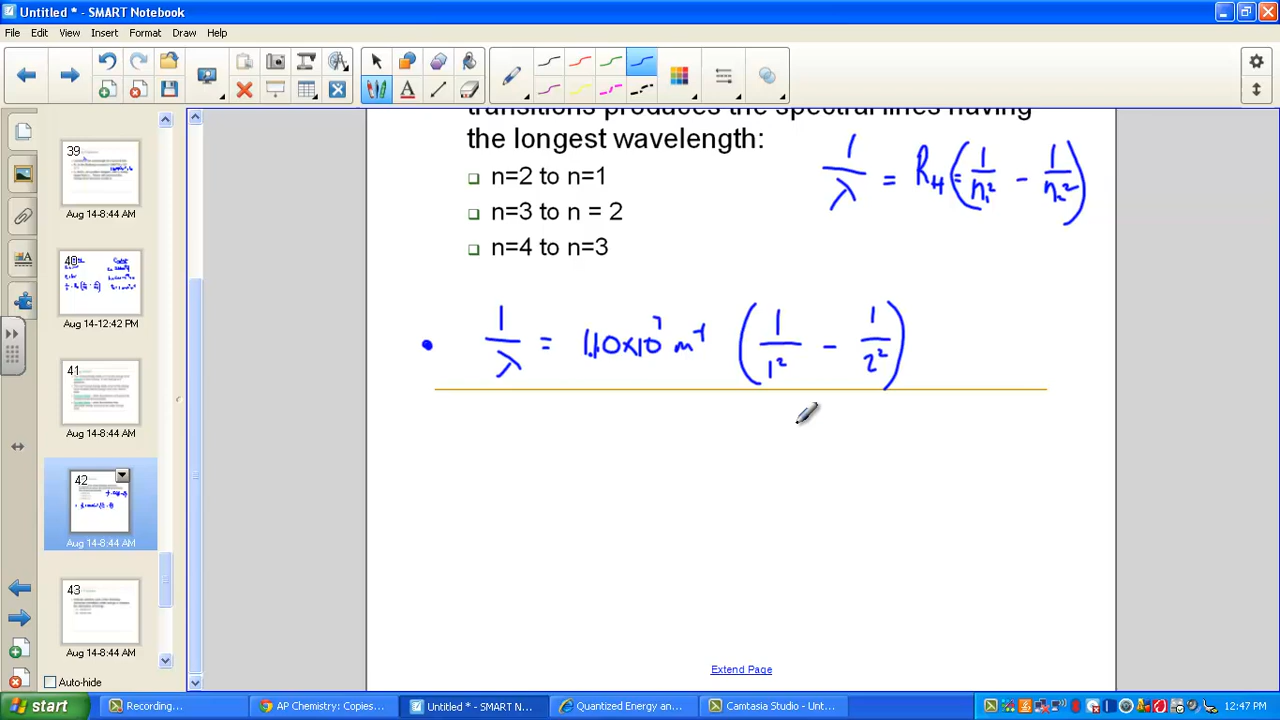 Untitled * - SMART Notebook
File Edit View Insert Format Draw Help
transitions produces the spectral lines having
the longest wavelength:
n=2 to n=1
n=3 to n = 2
n=4 to n=3
1/λ = R_H (1/n₁² - 1/n₂²)
• 1/λ = 1.10×10⁷ m⁻¹ (1/1² - 1/2²)
Extend Page
39
Aug 14-8:44 AM
40
Aug 14-12:42 PM
41
Aug 14-8:44 AM
42
Aug 14-8:44 AM
43
Aug 14-8:44 AM
Auto-hide
start
Recording...
AP Chemistry: Copies...
Untitled * - SMART N...
Quantized Energy an...
Camtasia Studio - Unt...
12:47 PM